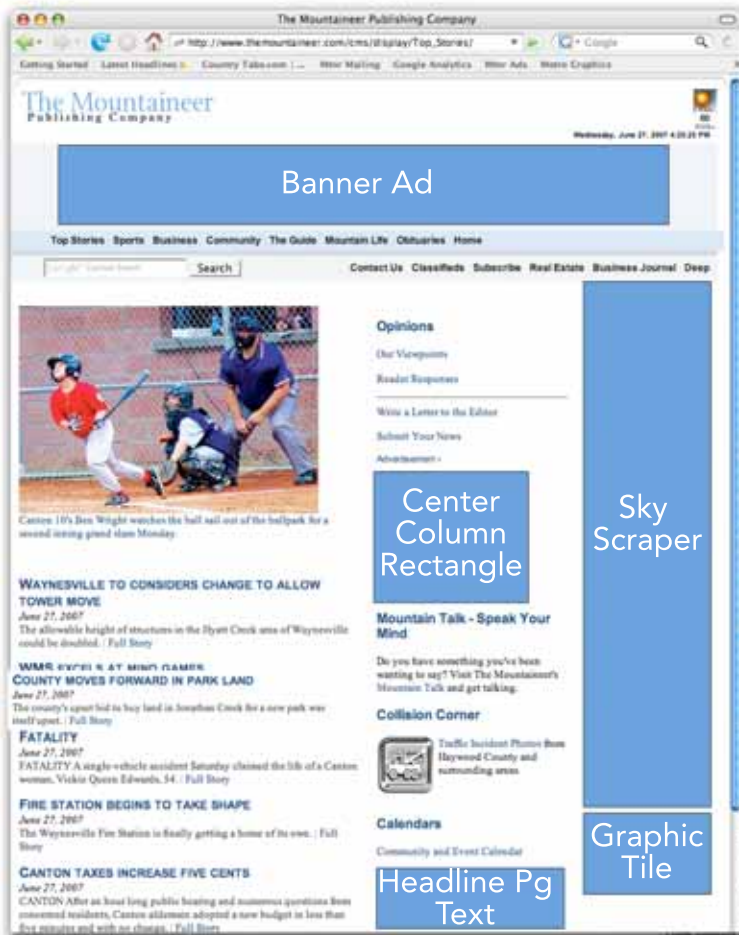 The Mountaineer Publishing Company
http://www.themountaineer.com/cms/display/Top_Stories/
Google
Getting Started Latest Headlines Country Tabs.com | ... Mtnr Mailing Google Analytics Mtnr Ads Metro Graphics
The Mountaineer
Publishing Company
Wednesday, June 27, 2007 4:20:20 PM
Banner Ad
Top Stories Sports Business Community The Guide Mountain Life Obituaries Home
Search
Contact Us Classifieds Subscribe Real Estate Business Journal Deep
Canton 10's Ben Wright watches the ball sail out of the ballpark for a
second inning grand slam Monday.
WAYNESVILLE TO CONSIDERS CHANGE TO ALLOW
TOWER MOVE
June 27, 2007
The allowable height of structures in the Hyatt Creek area of Waynesville
could be doubled. | Full Story
WMS EXCELS AT MIND GAMES
COUNTY MOVES FORWARD IN PARK LAND
June 27, 2007
The county's upset bid to buy land in Jonathan Creek for a new park was
itself upset. | Full Story
FATALITY
June 27, 2007
FATALITY A single-vehicle accident Saturday claimed the life of a Canton
woman, Vickie Queen Edwards, 54. | Full Story
FIRE STATION BEGINS TO TAKE SHAPE
June 27, 2007
The Waynesville Fire Station is finally getting a home of its own. | Full
Story
CANTON TAXES INCREASE FIVE CENTS
June 27, 2007
CANTON After an hour long public hearing and numerous questions from
concerned residents, Canton aldermen adopted a new budget in less than
five minutes and with no change. | Full Story
Opinions
Our Viewpoints
Reader Responses
Write a Letter to the Editor
Submit Your News
Advertisement -
Center
Column
Rectangle
Mountain Talk - Speak Your
Mind
Do you have something you've been
wanting to say? Visit The Mountaineer's
Mountain Talk and get talking.
Collision Corner
Traffic Incident Photos from
Haywood County and
surrounding areas
Calendars
Community and Event Calendar
Headline Pg
Text
Sky
Scraper
Graphic
Tile